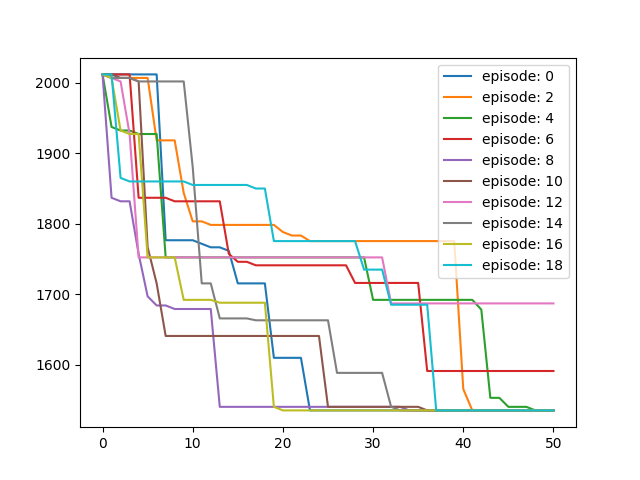 2000
1900
1800
1700
1600
0
10
20
30
40
50
episode: 0
episode: 2
episode: 4
episode: 6
episode: 8
episode: 10
episode: 12
episode: 14
episode: 16
episode: 18